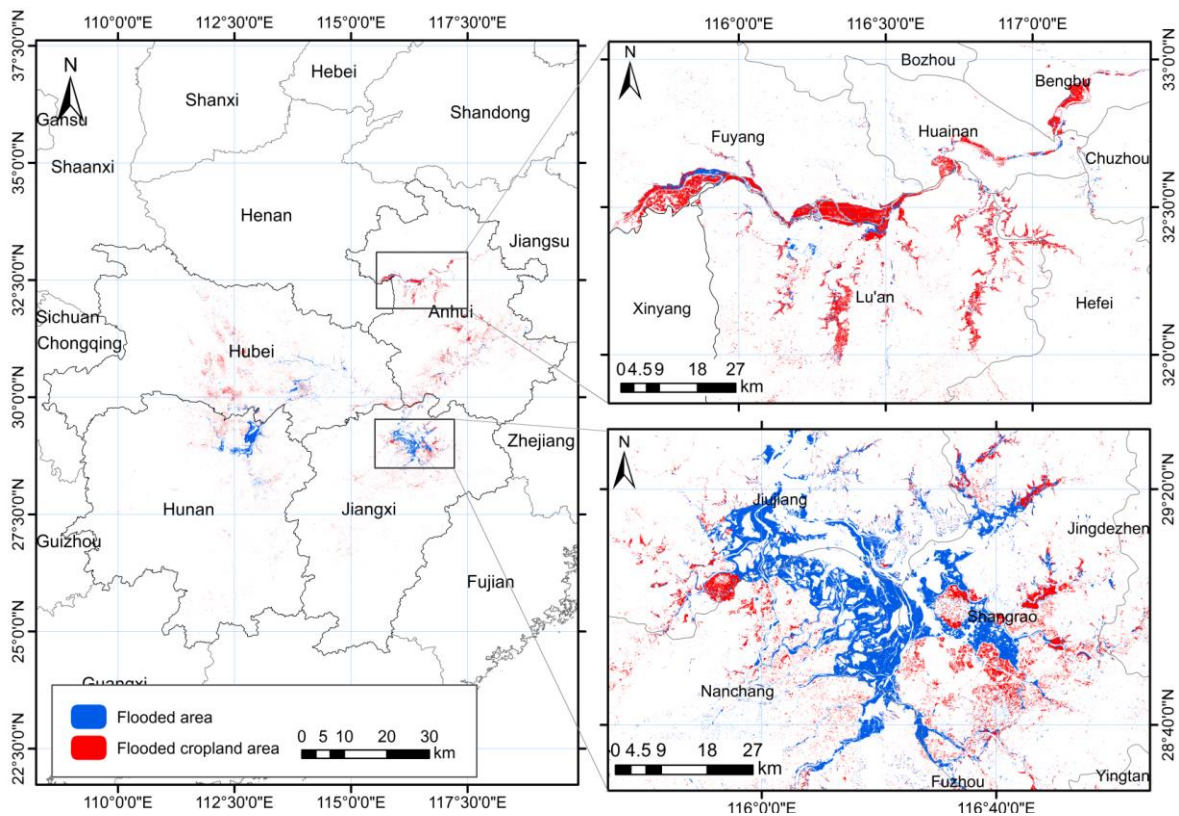 110°0'0"E 112°30'0"E 115°0'0"E 117°30'0"E
37°30'0"N
35°0'0"N
32°30'0"N
30°0'0"N
27°30'0"N
25°0'0"N
22°30'0"N
N
Hebei
Shanxi
Shandong
Gansu
Shaanxi
Henan
Jiangsu
Anhui
Sichuan
Chongqing
Hubei
Zhejiang
Hunan
Jiangxi
Guizhou
Fujian
Guangxi
Flooded area
Flooded cropland area
0 5 10 20 30
km
110°0'0"E 112°30'0"E 115°0'0"E 117°30'0"E
116°0'0"E 116°30'0"E 117°0'0"E
N
Bozhou
Bengbu
Fuyang
Huainan
Chuzhou
Lu'an
Xinyang
Hefei
33°0'0"N
32°30'0"N
32°0'0"N
0 4.5 9 18 27
km
N
Jiujiang
Jingdezhen
Shangrao
Nanchang
Fuzhou
Yingtan
29°20'0"N
28°40'0"N
0 4.5 9 18 27
km
116°0'0"E 116°40'0"E